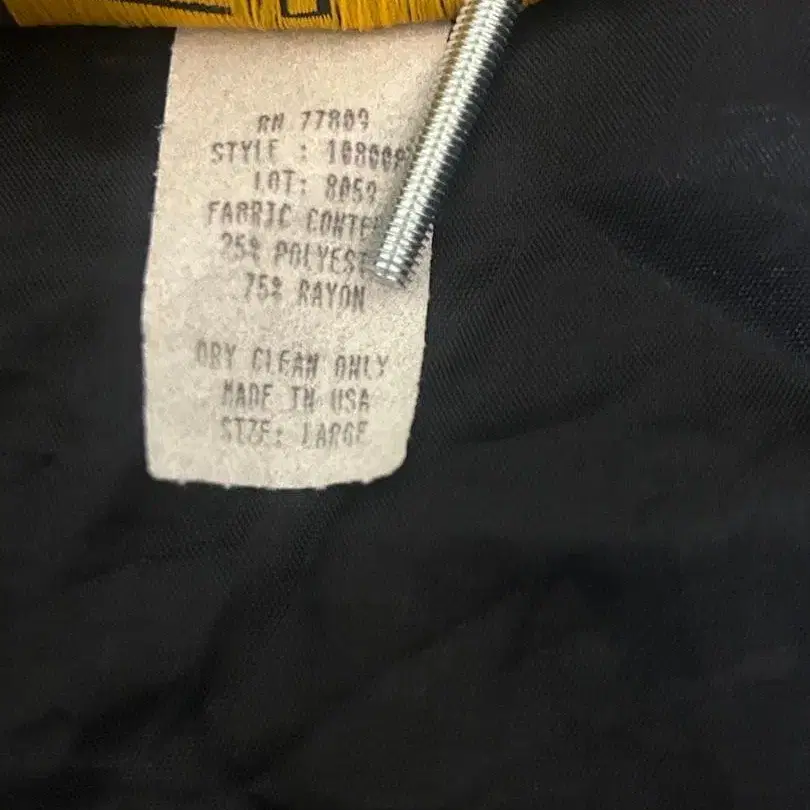 RN 77809
STYLE : 108009
LOT: 8059
FABRIC CONTE
25% POLYEST
75% RAYON
DRY CLEAN ONLY
MADE IN USA
SIZE: LARGE